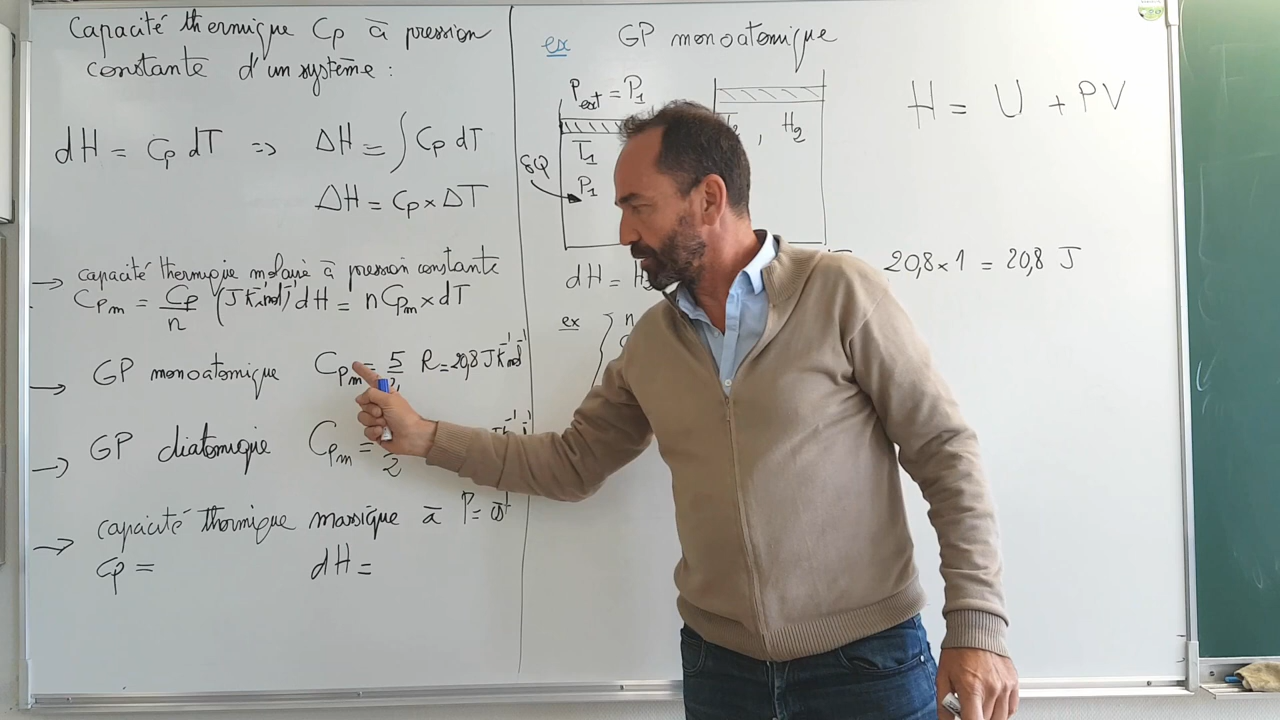 Capacité thermique Cp à pression
constante d'un système :
dH = Cp dT => ΔH = ∫ Cp dT
ΔH = Cp × ΔT
→ capacité thermique molaire à pression constante
Cpm = Cp/n (J K⁻¹ mol⁻¹) dH = n Cpm × dT
→ GP monoatomique Cpm = 5 R = 20,8 J K⁻¹ mol⁻¹
→ GP diatomique Cpm = 2
→ capacité thermique massique à P = cst
cp = dH =
ex GP monoatomique
Pext = P1
T1
δQ P1
, H2
H = U + PV
dH =
20,8 × 1 = 20,8 J
ex